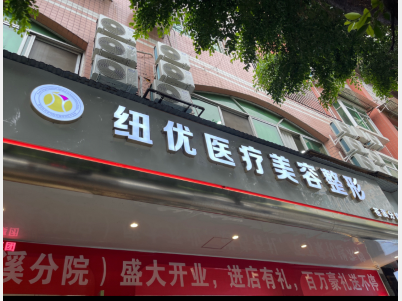 纽优医疗美容整形
溪分院）盛大开业，进店有礼，百万豪礼送不停